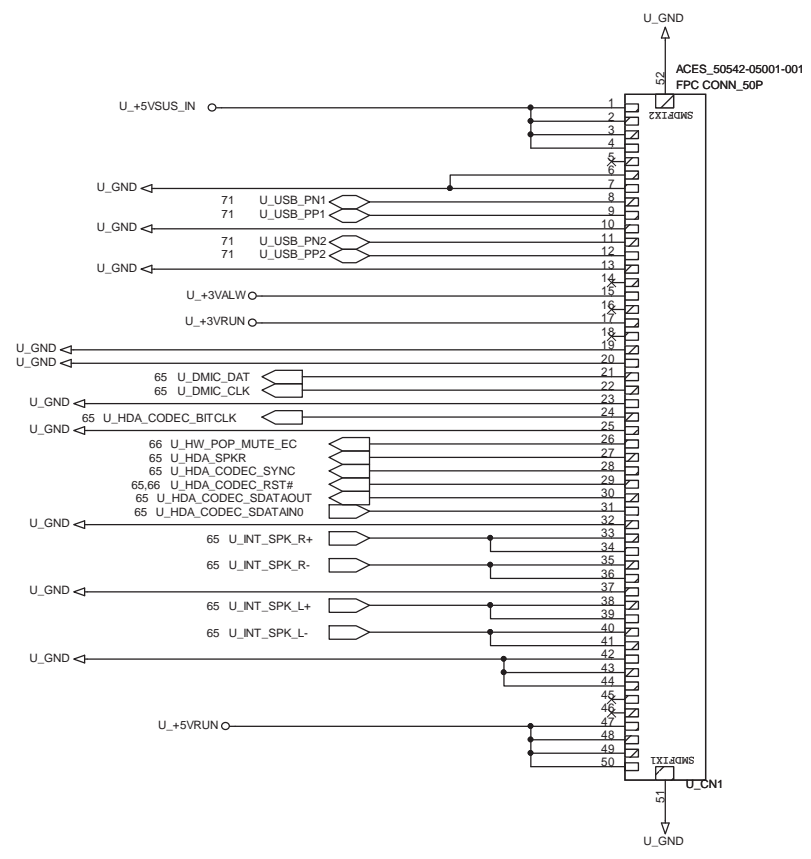 U_GND
52
ACES_50542-05001-001
FPC CONN_50P
SMDFIX2
U_+5VSUS_IN
1
2
3
4
5
6
U_GND 7
71 U_USB_PN1 8
71 U_USB_PP1 9
U_GND 10
71 U_USB_PN2 11
71 U_USB_PP2 12
U_GND 13
14
U_+3VALW 15
16
U_+3VRUN 17
18
U_GND 19
U_GND 20
65 U_DMIC_DAT 21
65 U_DMIC_CLK 22
U_GND 23
65 U_HDA_CODEC_BITCLK 24
U_GND 25
66 U_HW_POP_MUTE_EC 26
65 U_HDA_SPKR 27
65 U_HDA_CODEC_SYNC 28
65,66 U_HDA_CODEC_RST# 29
65 U_HDA_CODEC_SDATAOUT 30
65 U_HDA_CODEC_SDATAIN0 31
U_GND 32
65 U_INT_SPK_R+ 33
34
65 U_INT_SPK_R- 35
36
U_GND 37
65 U_INT_SPK_L+ 38
39
65 U_INT_SPK_L- 40
41
U_GND 42
43
44
45
46
U_+5VRUN 47
48
49
50
SMDFIX1
U_CN1
51
U_GND